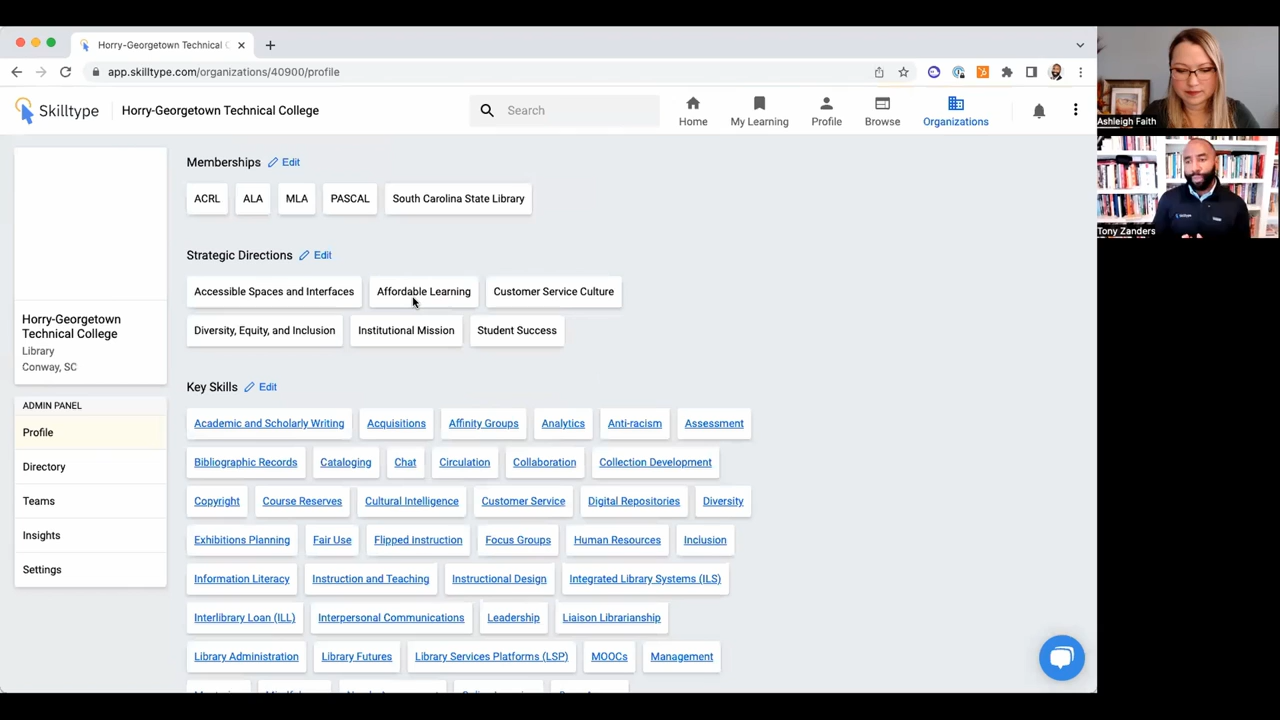 Horry-Georgetown Technical C
app.skilltype.com/organizations/40900/profile
Skilltype
Horry-Georgetown Technical College
Search
Home
My Learning
Profile
Browse
Organizations
Ashleigh Faith
Tony Zanders
Horry-Georgetown
Technical College
Library
Conway, SC
ADMIN PANEL
Profile
Directory
Teams
Insights
Settings
Memberships Edit
ACRL ALA MLA PASCAL South Carolina State Library
Strategic Directions Edit
Accessible Spaces and Interfaces Affordable Learning Customer Service Culture
Diversity, Equity, and Inclusion Institutional Mission Student Success
Key Skills Edit
Academic and Scholarly Writing Acquisitions Affinity Groups Analytics Anti-racism Assessment
Bibliographic Records Cataloging Chat Circulation Collaboration Collection Development
Copyright Course Reserves Cultural Intelligence Customer Service Digital Repositories Diversity
Exhibitions Planning Fair Use Flipped Instruction Focus Groups Human Resources Inclusion
Information Literacy Instruction and Teaching Instructional Design Integrated Library Systems (ILS)
Interlibrary Loan (ILL) Interpersonal Communications Leadership Liaison Librarianship
Library Administration Library Futures Library Services Platforms (LSP) MOOCs Management